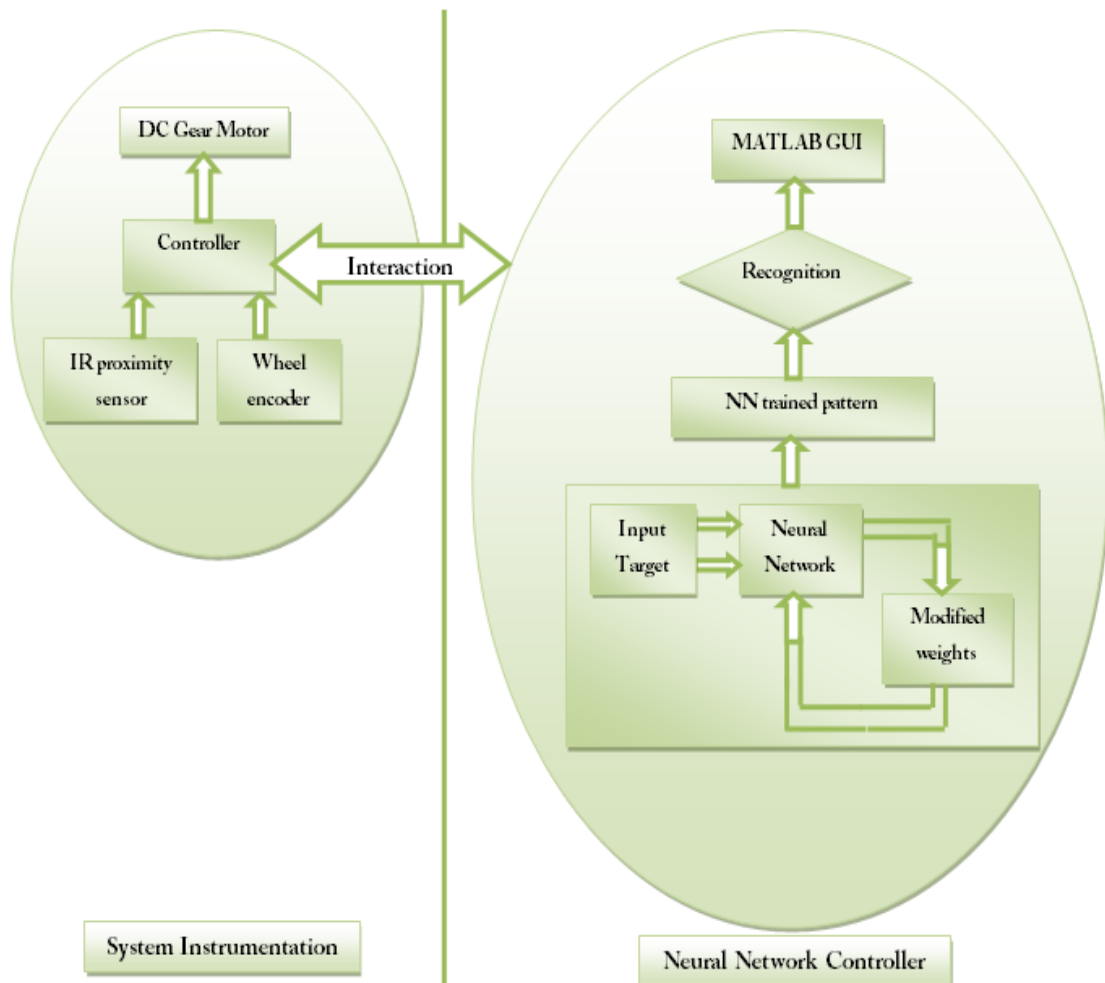 DC Gear Motor
Controller
IR proximity
sensor
Wheel
encoder
Interaction
MATLAB GUI
Recognition
NN trained pattern
Input
Target
Neural
Network
Modified
weights
System Instrumentation
Neural Network Controller